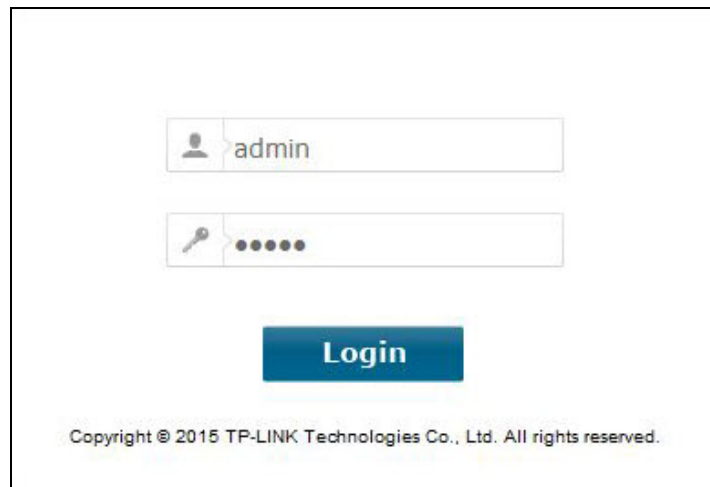 admin
•••••
Login
Copyright © 2015 TP-LINK Technologies Co., Ltd. All rights reserved.